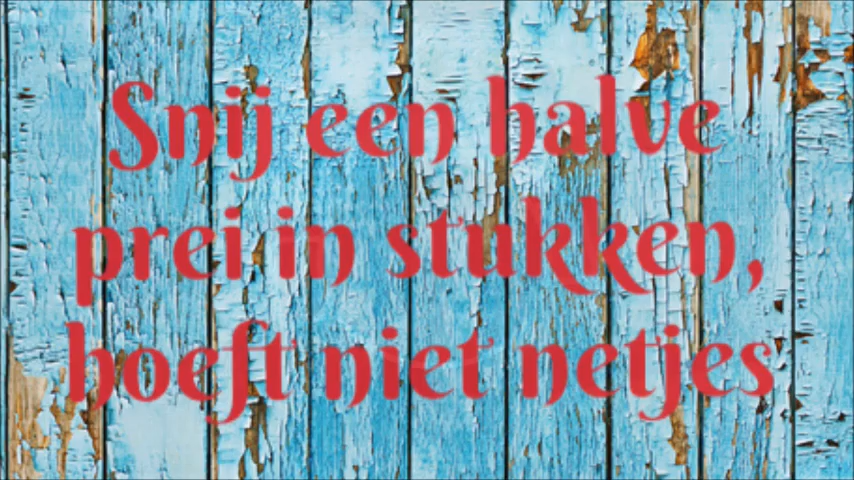 Snij een halve
prei in stukken,
hoeft niet netjes